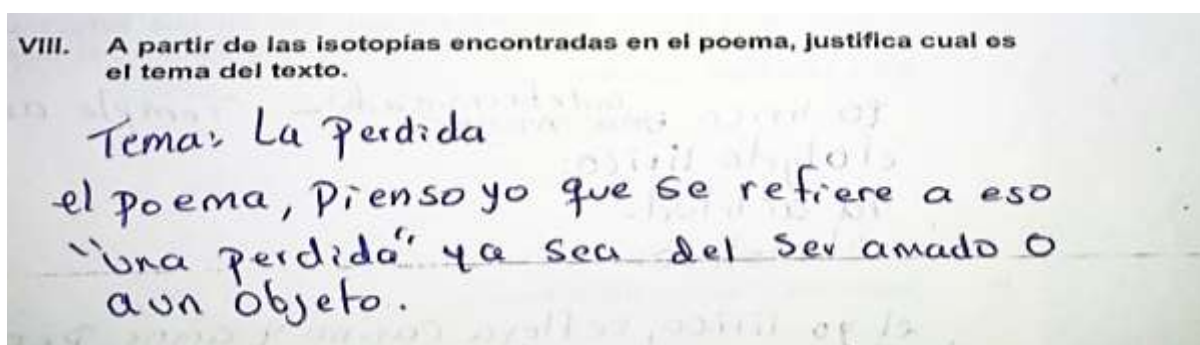 VIII. A partir de las isotopías encontradas en el poema, justifica cual es
el tema del texto.
Tema: La Perdida
el poema, Pienso yo que se refiere a eso
"una perdida" ya sea del ser amado o
aun objeto.